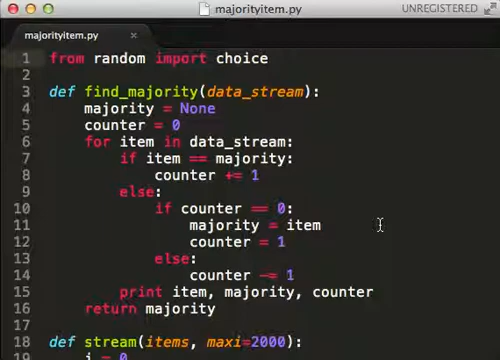 majorityitem.py
UNREGISTERED
majorityitem.py ×
1 from random import choice
2
3 def find_majority(data_stream):
4 majority = None
5 counter = 0
6 for item in data_stream:
7 if item == majority:
8 counter += 1
9 else:
10 if counter == 0:
11 majority = item
12 counter = 1
13 else:
14 counter -= 1
15 print item, majority, counter
16 return majority
17
18 def stream(items, maxi=2000):
19 i = 0